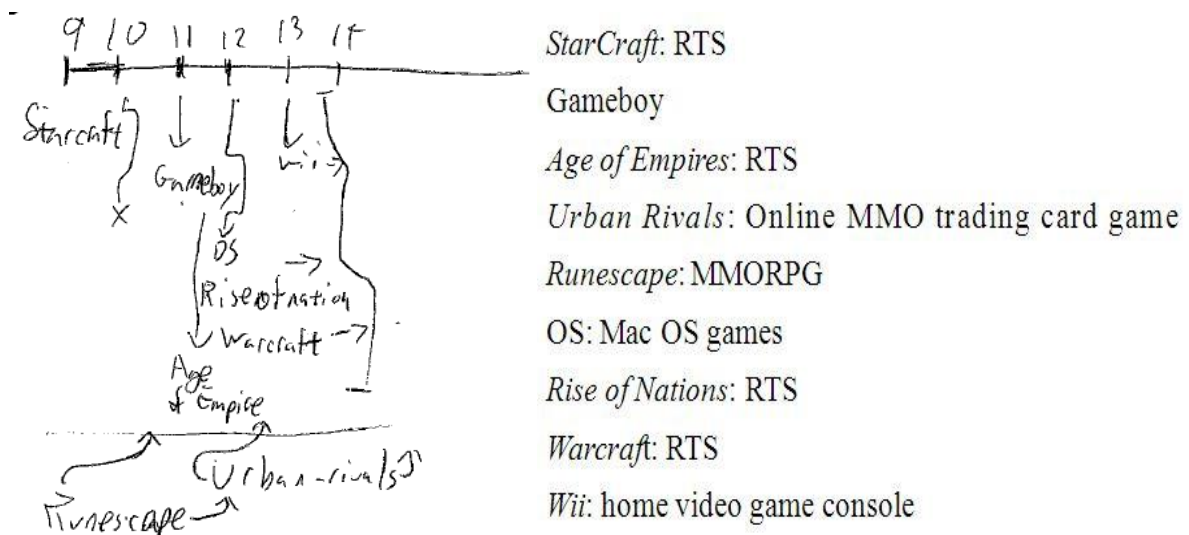 9 10 11 12 13 14
Starcraft
Gameboy
wii
X
DS
Rise of nation
Warcraft
Age
of Empire
Urban-rivals
Runescape
StarCraft: RTS
Gameboy
Age of Empires: RTS
Urban Rivals: Online MMO trading card game
Runescape: MMORPG
OS: Mac OS games
Rise of Nations: RTS
Warcraft: RTS
Wii: home video game console